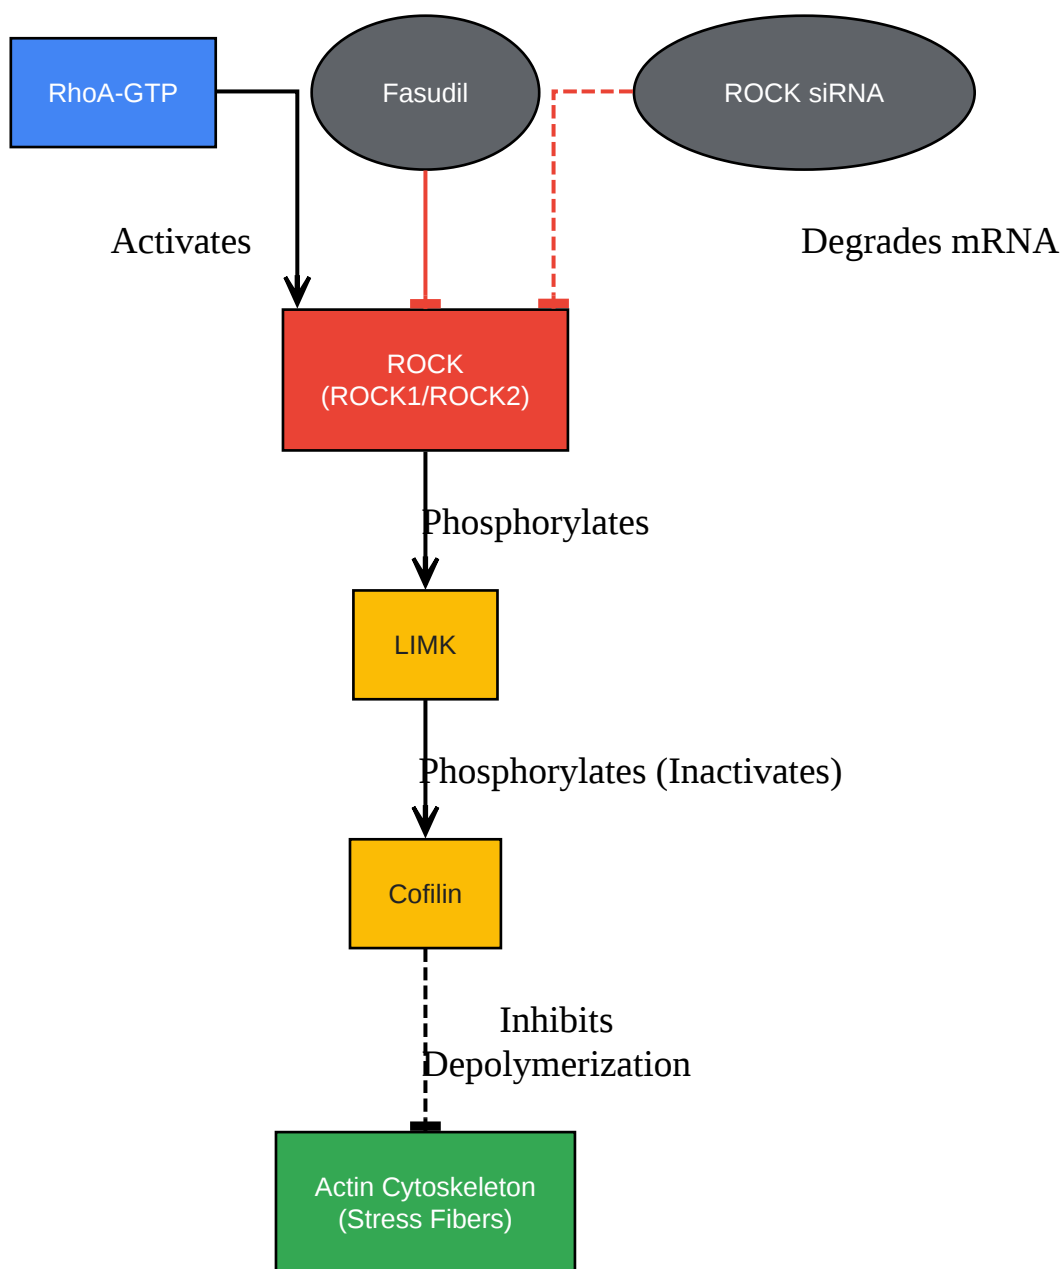 RhoA-GTP
Fasudil
ROCK siRNA
Activates
Degrades mRNA
ROCK
(ROCK1/ROCK2)
Phosphorylates
LIMK
Phosphorylates (Inactivates)
Cofilin
Inhibits
Depolymerization
Actin Cytoskeleton
(Stress Fibers)